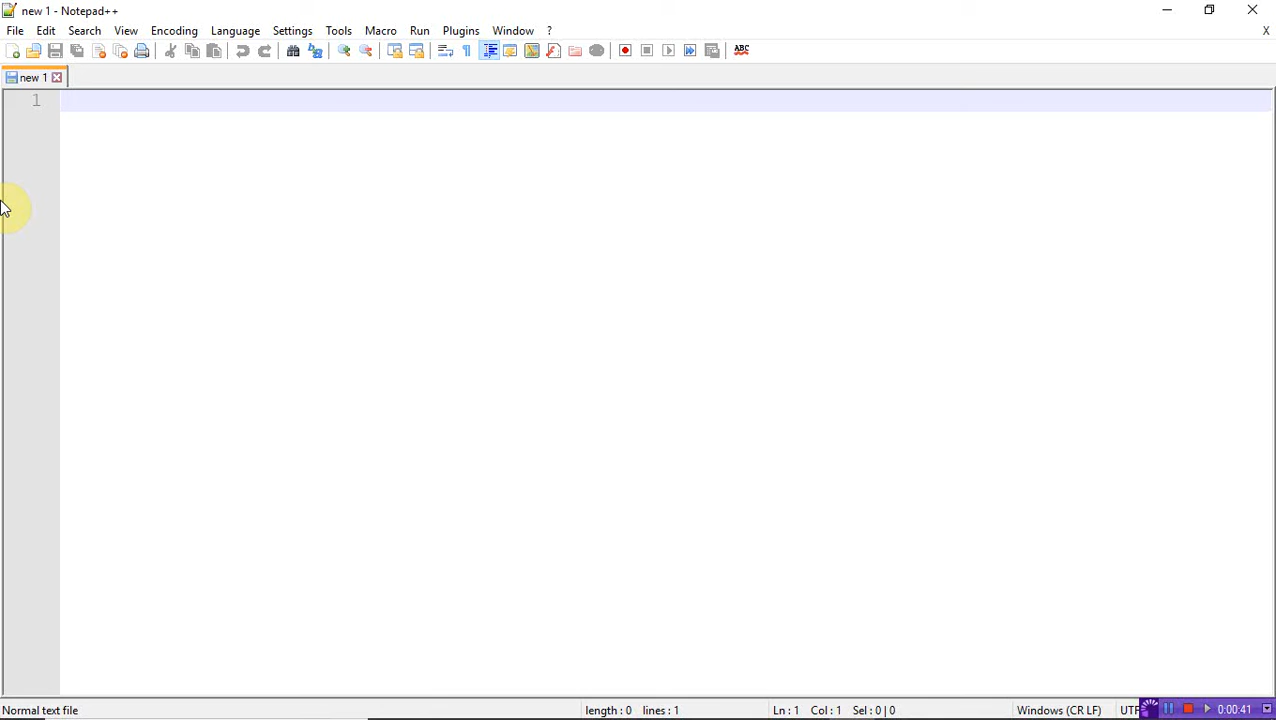 new 1 - Notepad++
File Edit Search View Encoding Language Settings Tools Macro Run Plugins Window ? X
ABC
new 1
1
Normal text file length : 0 lines : 1 Ln : 1 Col : 1 Sel : 0 | 0 Windows (CR LF) UTF 0:00:41